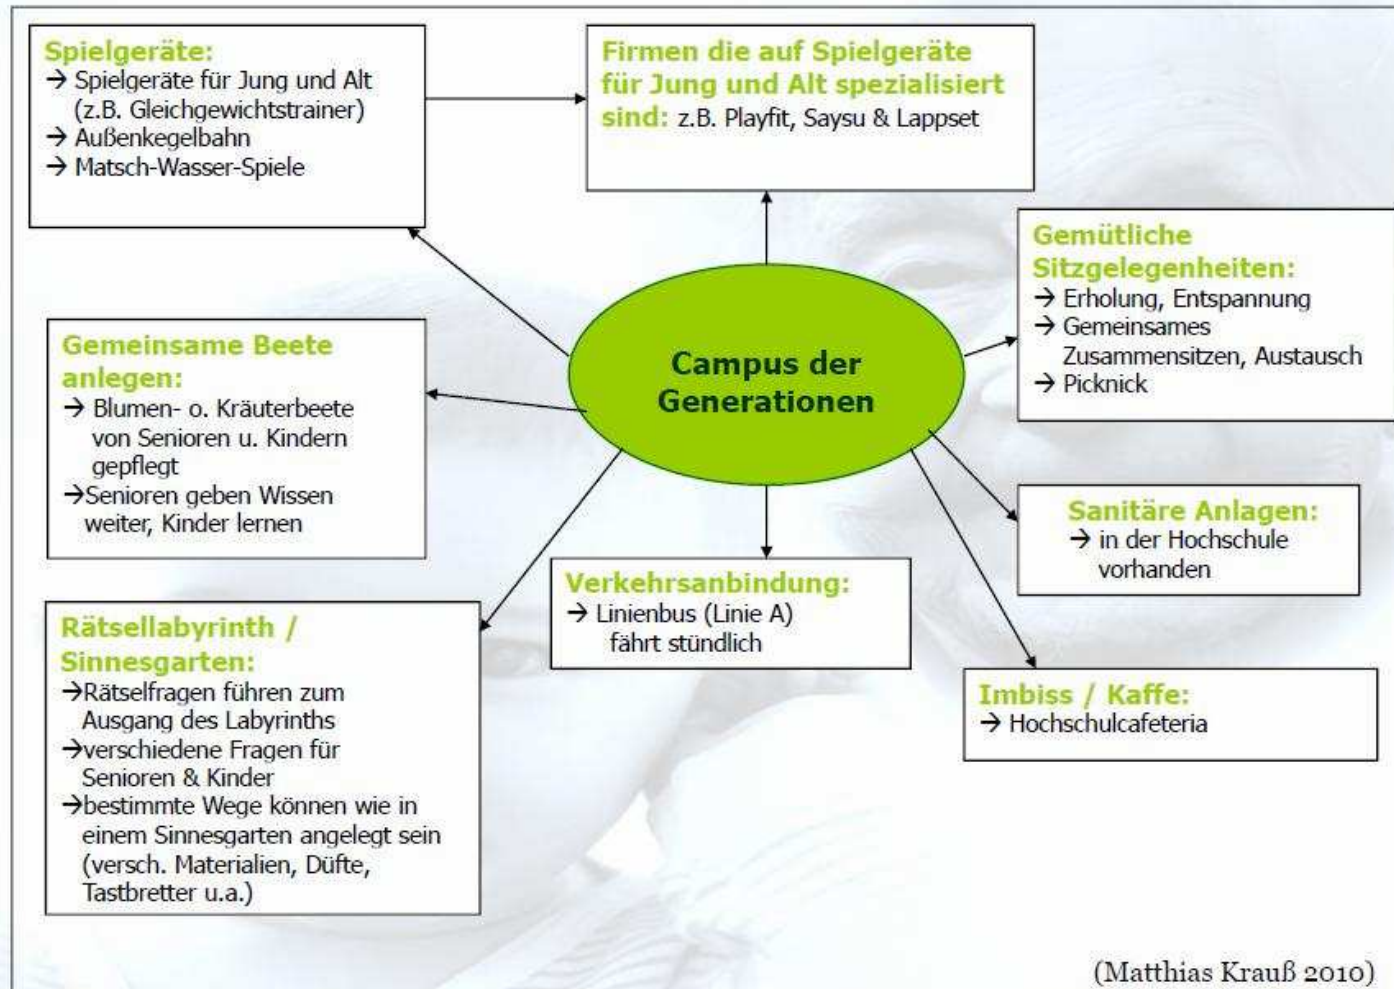 Spielgeräte:
→ Spielgeräte für Jung und Alt
(z.B. Gleichgewichtstrainer)
→ Außenkegelbahn
→ Matsch-Wasser-Spiele
Firmen die auf Spielgeräte
für Jung und Alt spezialisiert
sind: z.B. Playfit, Saysu & Lappset
Gemütliche
Sitzgelegenheiten:
→ Erholung, Entspannung
→ Gemeinsames
Zusammensitzen, Austausch
→ Picknick
Gemeinsame Beete
anlegen:
→ Blumen- o. Kräuterbeete
von Senioren u. Kindern
gepflegt
→Senioren geben Wissen
weiter, Kinder lernen
Campus der
Generationen
Sanitäre Anlagen:
→ in der Hochschule
vorhanden
Verkehrsanbindung:
→ Linienbus (Linie A)
fährt stündlich
Rätsellabyrinth /
Sinnesgarten:
→Rätselfragen führen zum
Ausgang des Labyrinths
→verschiedene Fragen für
Senioren & Kinder
→bestimmte Wege können wie in
einem Sinnesgarten angelegt sein
(versch. Materialien, Düfte,
Tastbretter u.a.)
Imbiss / Kaffe:
→ Hochschulcafeteria
(Matthias Krauß 2010)